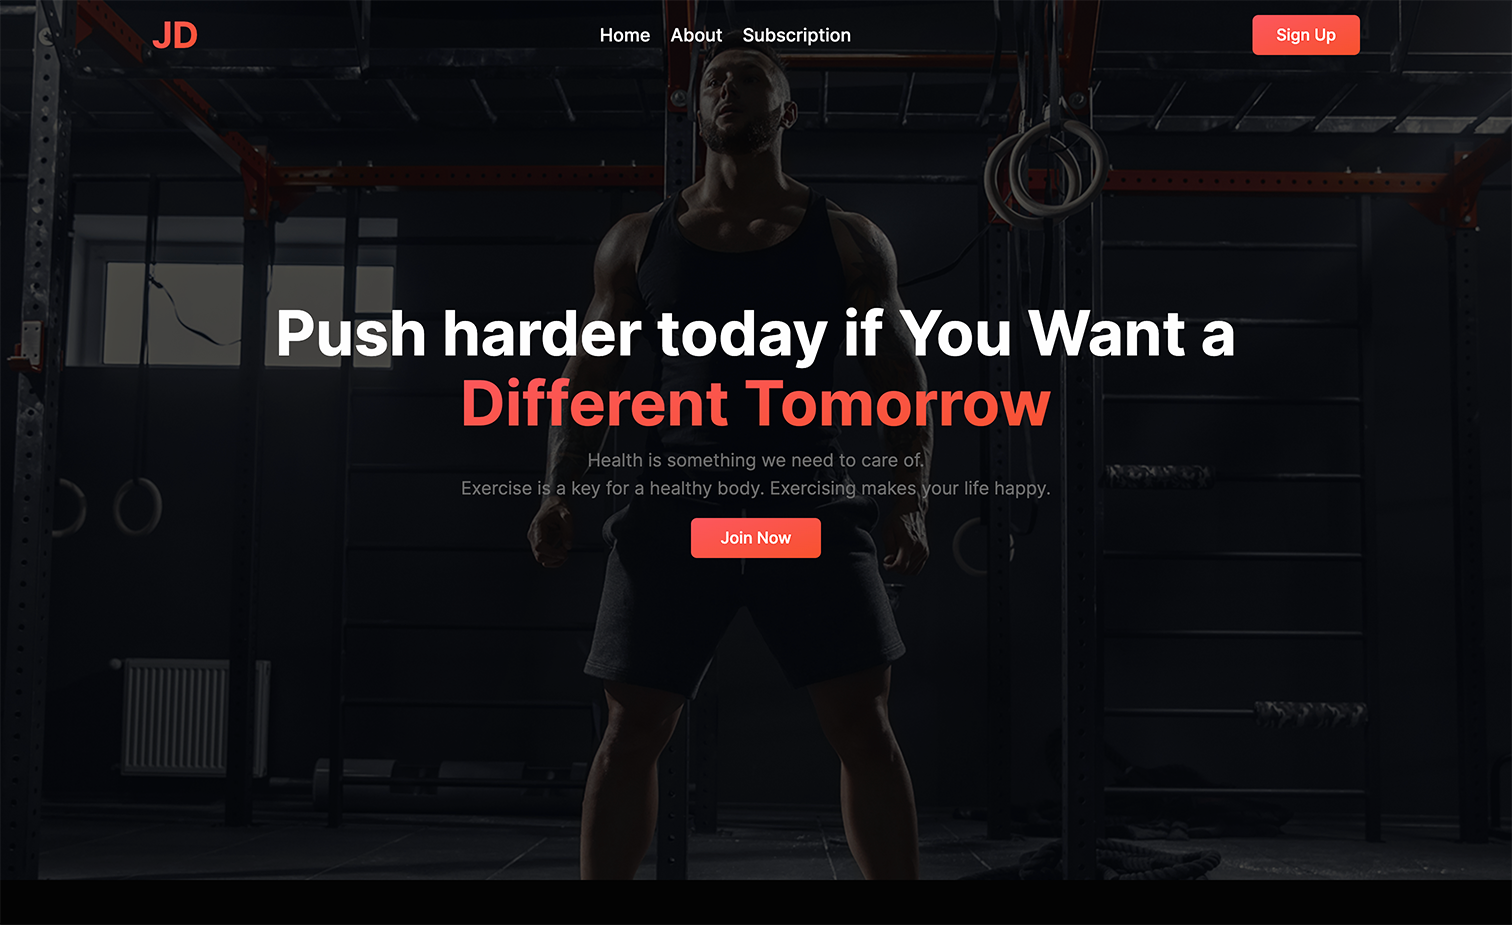 JD
Home About Subscription
Sign Up
Push harder today if You Want a
Different Tomorrow
Health is something we need to care of.
Exercise is a key for a healthy body. Exercising makes your life happy.
Join Now